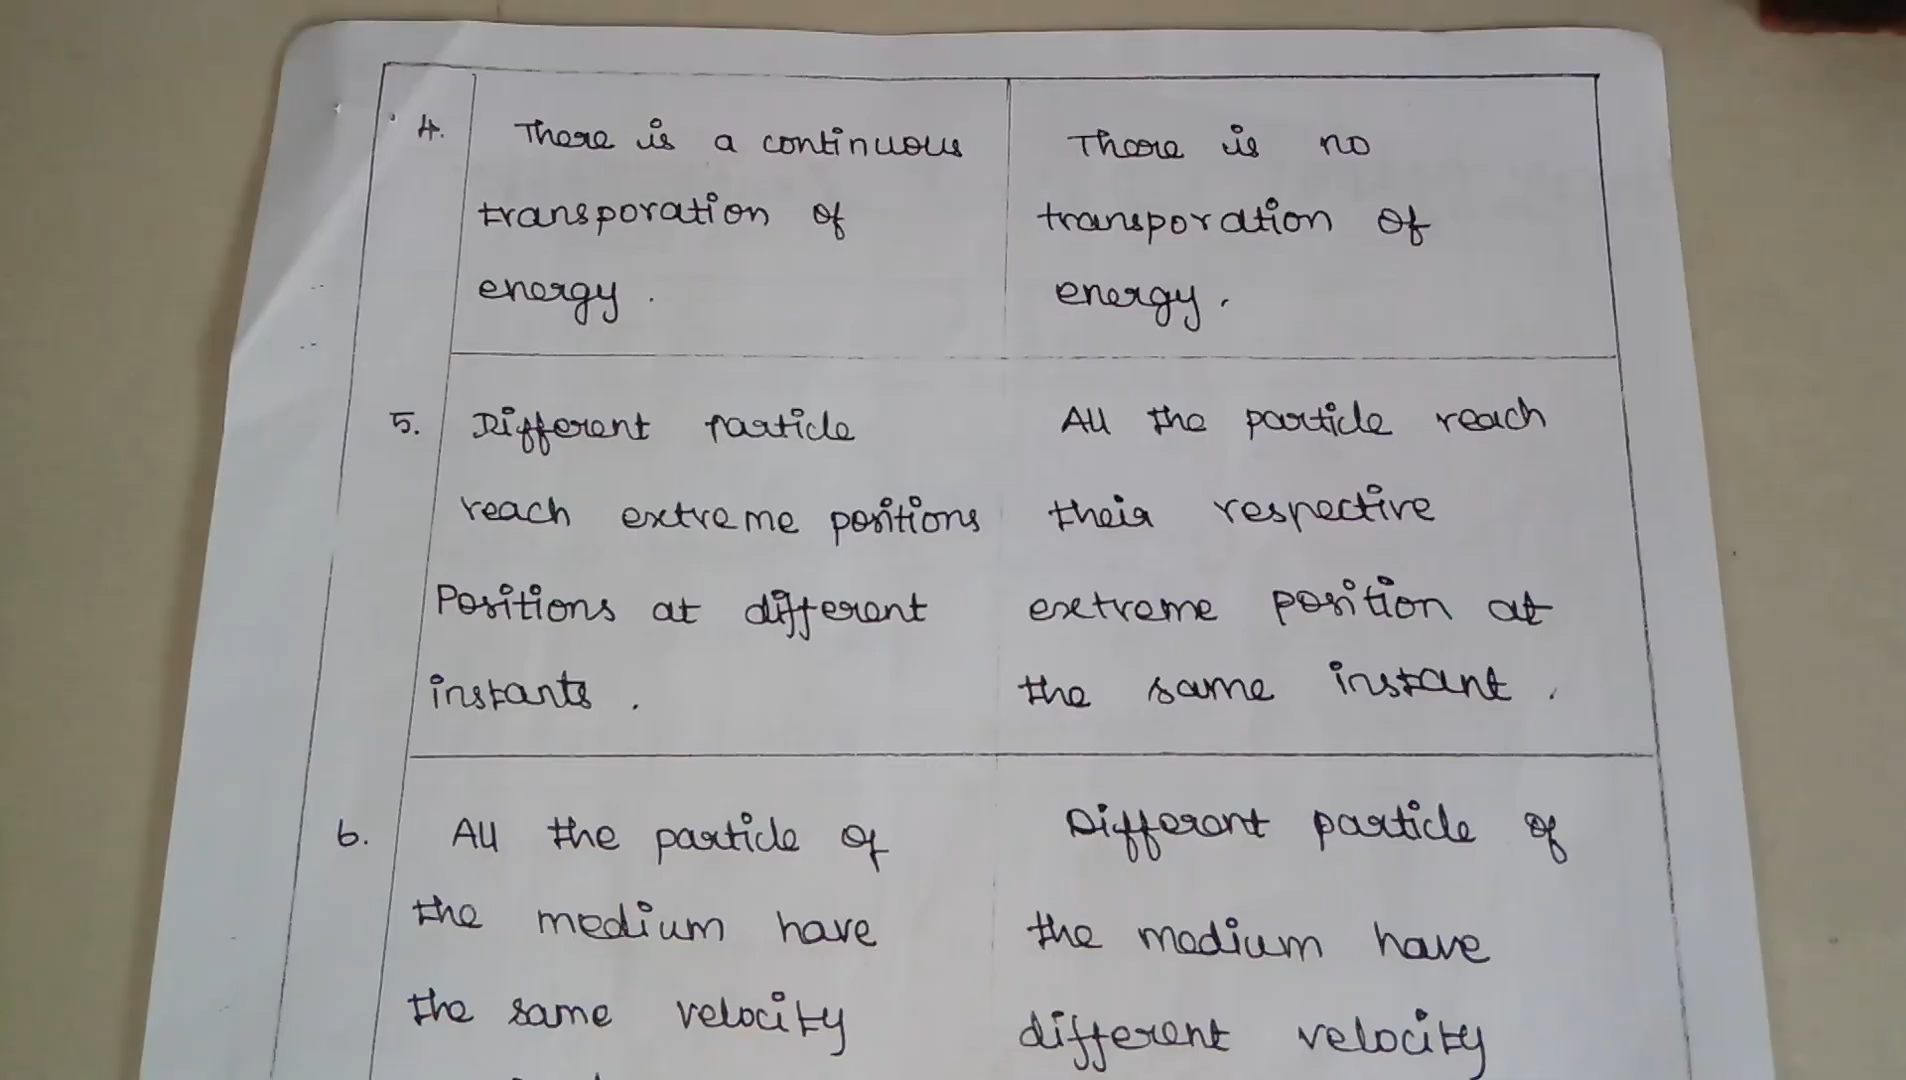 4.
There is a continuous
transporation of
energy.
There is no
transporation of
energy.
5.
Different particle
reach extreme positions
Positions at different
instants.
All the particle reach
their respective
extreme position at
the same instant.
6.
All the particle of
the medium have
the same velocity
Different particle of
the medium have
different velocity